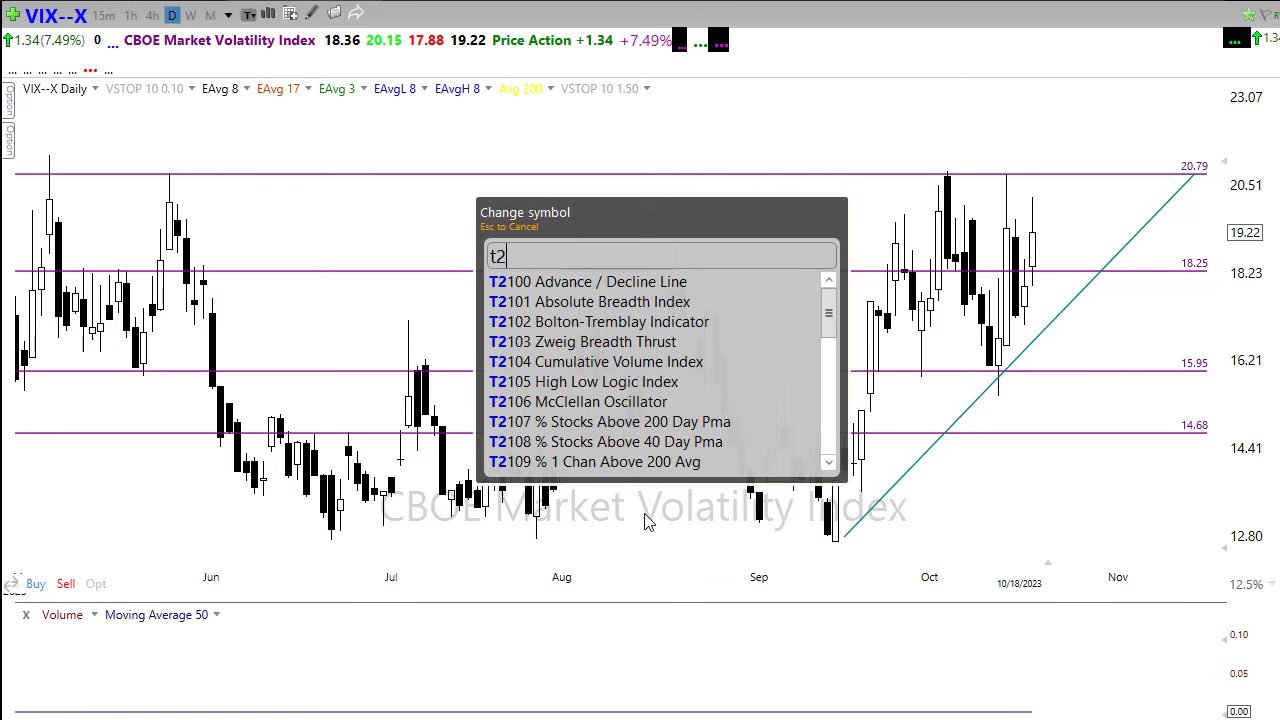 VIX--X 15m 1h 4h D W M T
1.34(7.49%) 0 ... CBOE Market Volatility Index 18.36 20.15 17.88 19.22 Price Action +1.34 +7.49% ... ... ... ... 1.34
... ... ... ... ... ... ...
Option
Option
VIX--X Daily VSTOP 10 0.10 EAvg 8 EAvg 17 EAvg 3 EAvgL 8 EAvgH 8 Avg 200 VSTOP 10 1.50
23.07
20.79
20.51
19.22
18.25
18.23
16.21
15.95
14.68
14.41
12.80
12.5%
Change symbol
Esc to Cancel
t2
T2100 Advance / Decline Line
T2101 Absolute Breadth Index
T2102 Bolton-Tremblay Indicator
T2103 Zweig Breadth Thrust
T2104 Cumulative Volume Index
T2105 High Low Logic Index
T2106 McClellan Oscillator
T2107 % Stocks Above 200 Day Pma
T2108 % Stocks Above 40 Day Pma
T2109 % 1 Chan Above 200 Avg
CBOE Market Volatility Index
Jun Jul Aug Sep Oct 10/18/2023 Nov
Buy Sell Opt
X Volume Moving Average 50
0.10
0.05
0.00